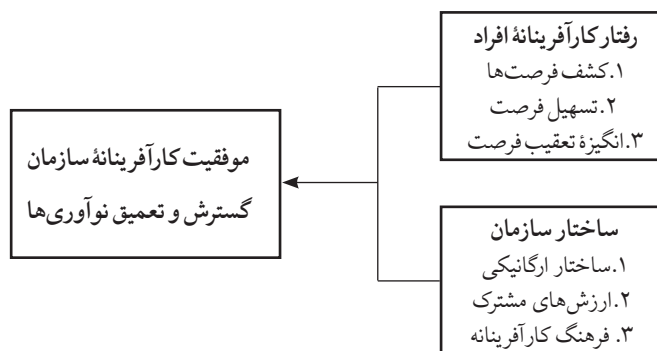 رفتار کارآفرینانهٔ افراد
۱.کشف فرصت‌ها
۲.تسهیل فرصت
۳.انگیزهٔ تعقیب فرصت
موفقیت کارآفرینانهٔ سازمان
گسترش و تعمیق نوآوری‌ها
ساختار سازمان
۱.ساختار ارگانیکی
۲.ارزش‌های مشترک
۳. فرهنگ کارآفرینانه